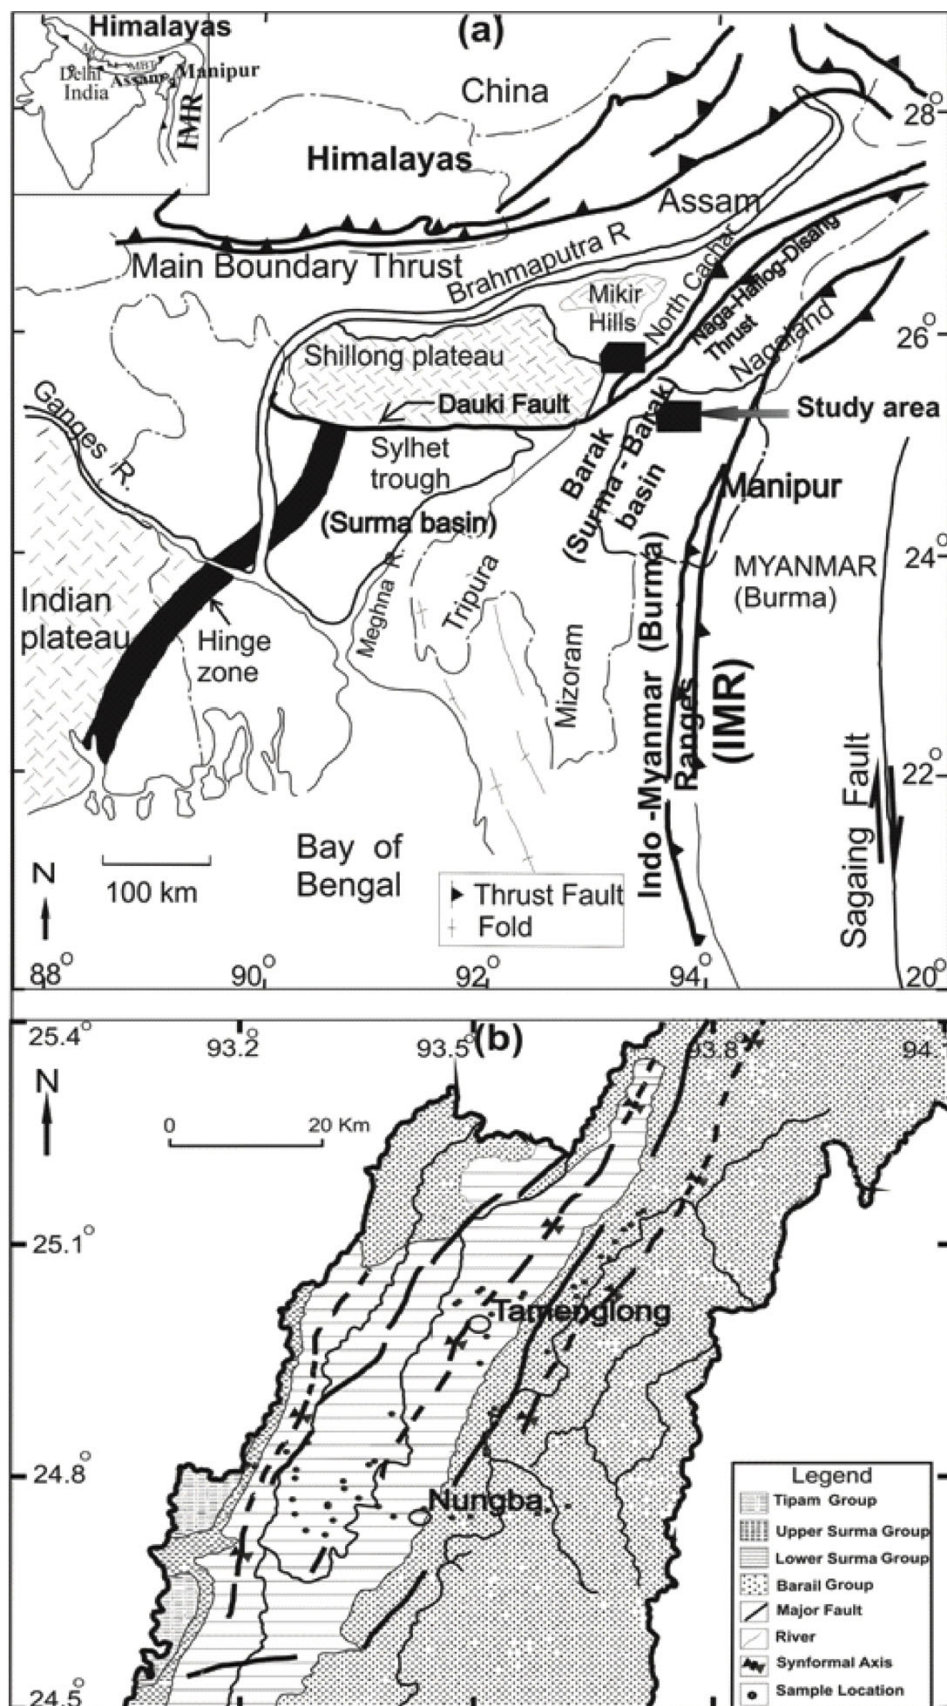 (a)
Himalayas
MBT
Delhi
India
Assam
Manipur
IMR
China
28°
Himalayas
Assam
Main Boundary Thrust
Brahmaputra R
North Cachar
Mikir
Hills
Naga-Haflog-Disang
Thrust
Nagaland
26°
Shillong plateau
Dauki Fault
Study area
Ganges R.
Sylhet
trough
(Surma basin)
Barak
(Surma - Barak)
basin
Manipur
24°
Indian
plateau
Hinge
zone
Meghna R.
Tripura
Mizoram
MYANMAR
(Burma)
Indo -Myanmar (Burma)
Ranges
(IMR)
22°
Sagaing Fault
N
100 km
Bay of
Bengal
Thrust Fault
Fold
88°
90°
92°
94°
20°
(b)
25.4°
93.2°
93.5°
93.8°
94
N
0
20 Km
25.1°
Tamenglong
24.8°
Nungba
24.5°
Legend
Tipam Group
Upper Surma Group
Lower Surma Group
Barail Group
Major Fault
River
Synformal Axis
Sample Location